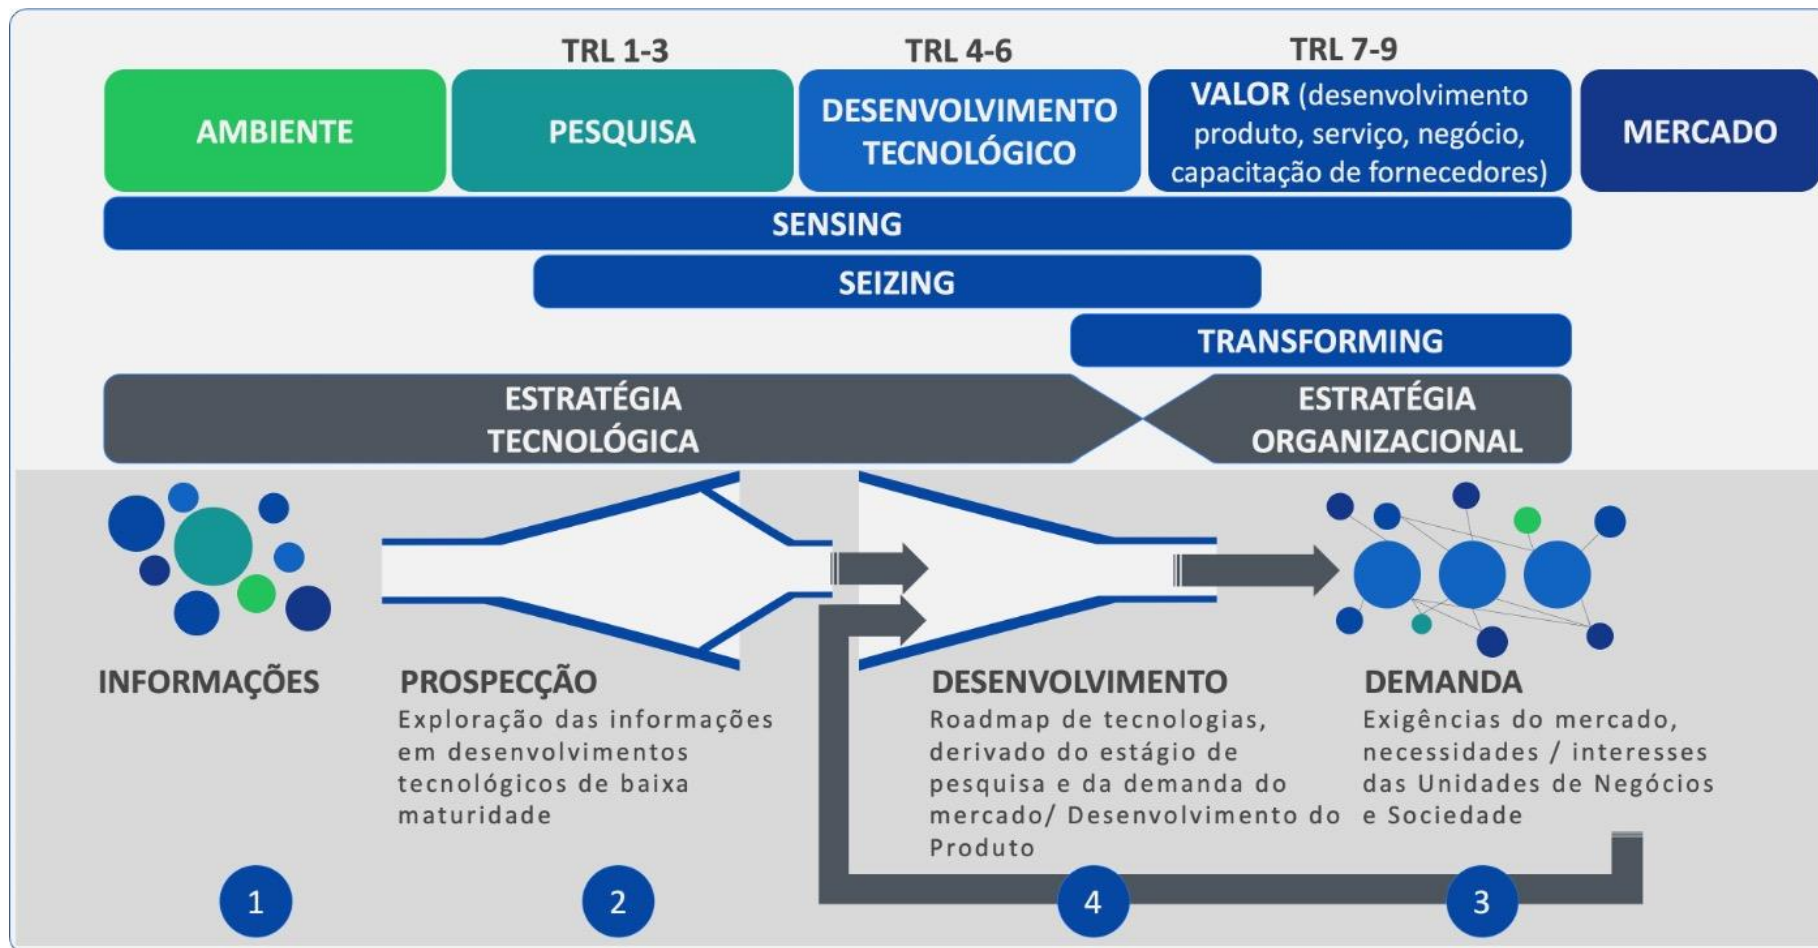 TRL 1-3
TRL 4-6
TRL 7-9
AMBIENTE
PESQUISA
DESENVOLVIMENTO
TECNOLÓGICO
VALOR (desenvolvimento
produto, serviço, negócio,
capacitação de fornecedores)
MERCADO
SENSING
SEIZING
TRANSFORMING
ESTRATÉGIA
TECNOLÓGICA
ESTRATÉGIA
ORGANIZACIONAL
INFORMAÇÕES
PROSPECÇÃO
Exploração das informações
em desenvolvimentos
tecnológicos de baixa
maturidade
DESENVOLVIMENTO
Roadmap de tecnologias,
derivado do estágio de
pesquisa e da demanda do
mercado/ Desenvolvimento do
Produto
DEMANDA
Exigências do mercado,
necessidades / interesses
das Unidades de Negócios
e Sociedade
1
2
4
3